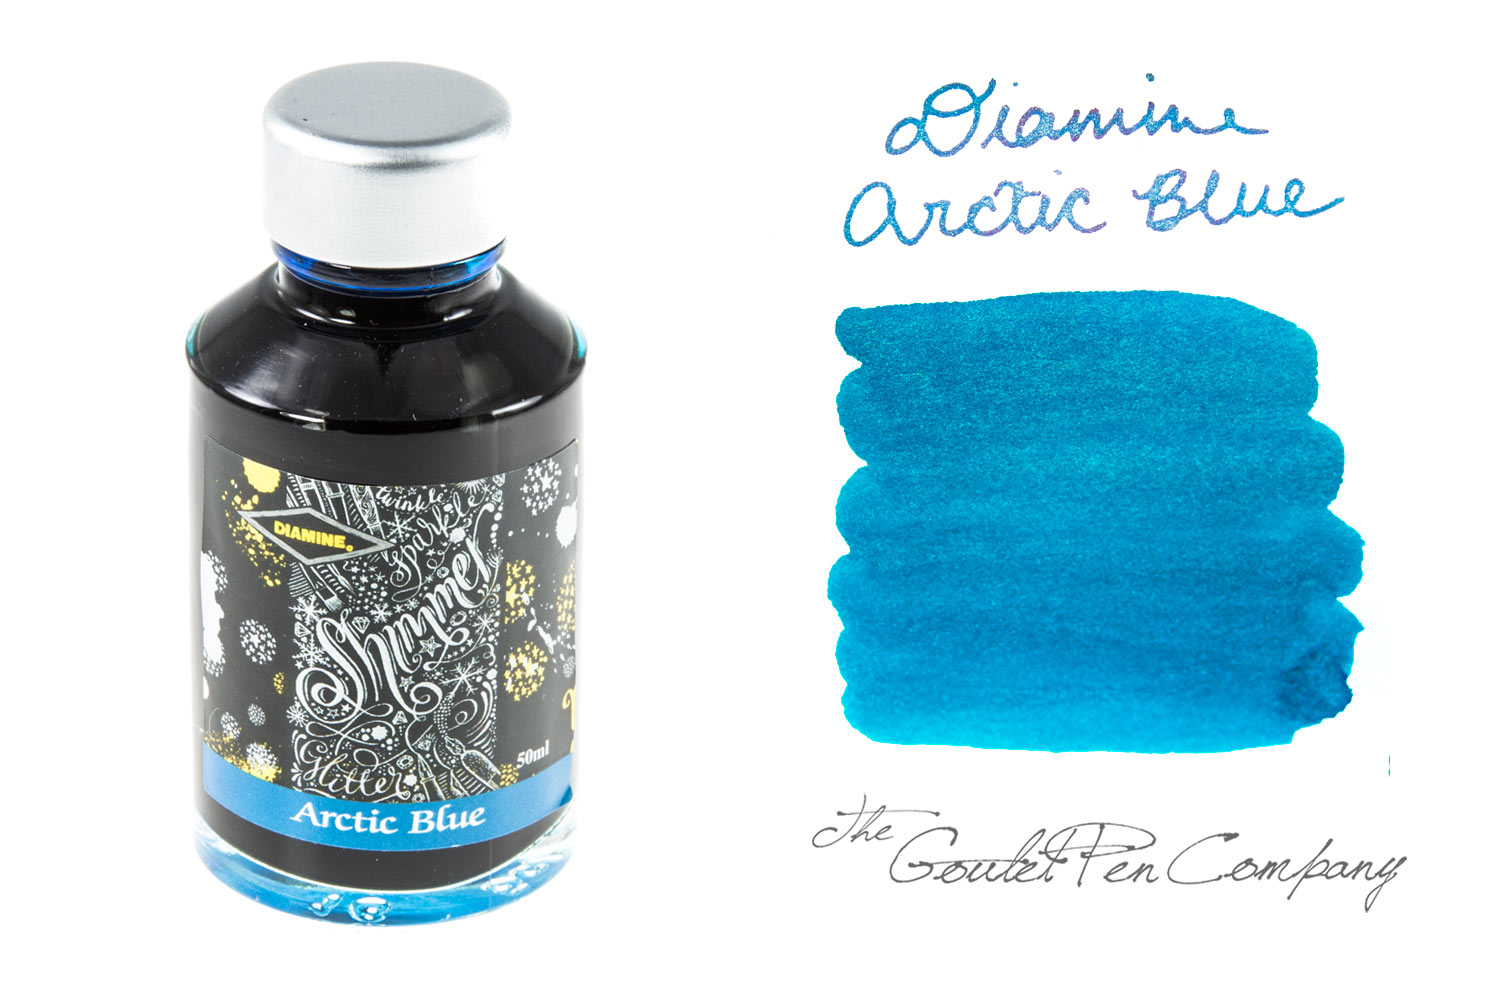 DIAMINE
twinkle
Sparkle
Shimmer
50ml
Glitter
Arctic Blue
Diamine
Arctic Blue
The Goulet Pen Company